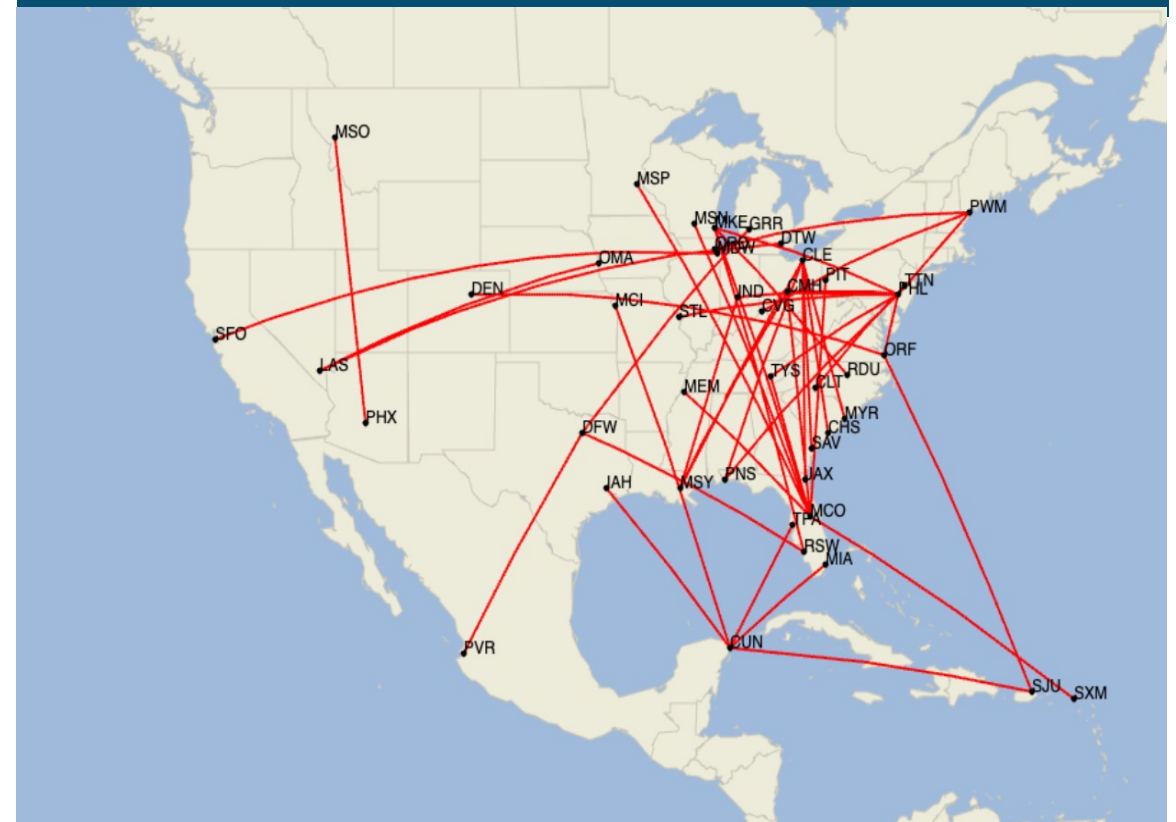 MSO
MSP
PWM
MSN
MKE
GRR
ORD
MDW
DTW
CLE
OMA
PIT
TTN
DEN
IND
CMH
PHL
MCI
STL
CVG
SFO
ORF
LAS
TYS
RDU
MEM
CLT
PHX
MYR
DFW
CHS
SAV
IAH
MSY
PNS
JAX
MCO
TPA
RSW
MIA
PVR
CUN
SJU
SXM